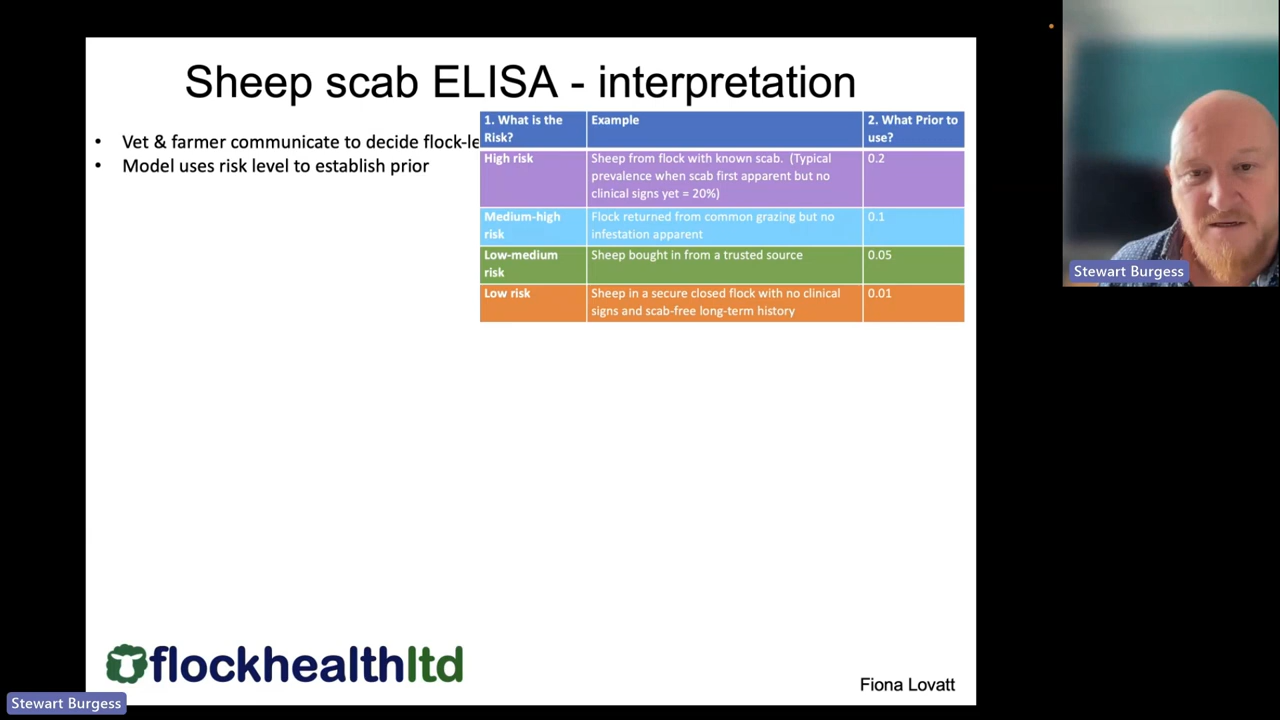 Sheep scab ELISA - interpretation
• Vet & farmer communicate to decide flock-le
• Model uses risk level to establish prior
1. What is the Risk?
Example
2. What Prior to use?
High risk
Sheep from flock with known scab. (Typical
prevalence when scab first apparent but no
clinical signs yet = 20%)
0.2
Medium-high
risk
Flock returned from common grazing but no
infestation apparent
0.1
Low-medium
risk
Sheep bought in from a trusted source
0.05
Low risk
Sheep in a secure closed flock with no clinical
signs and scab-free long-term history
0.01
flockhealthltd
Fiona Lovatt
Stewart Burgess
Stewart Burgess